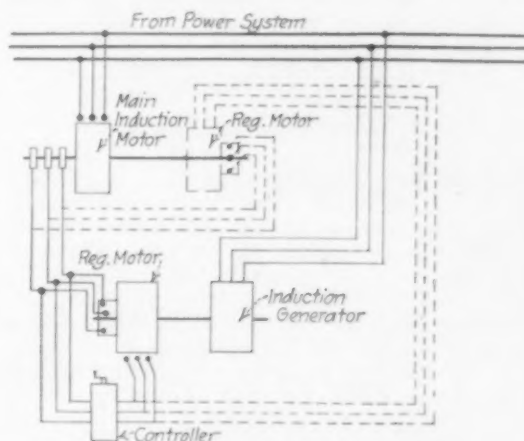 From Power System
Main
Induction
Motor
Reg. Motor
Reg. Motor
Induction
Generator
Controller